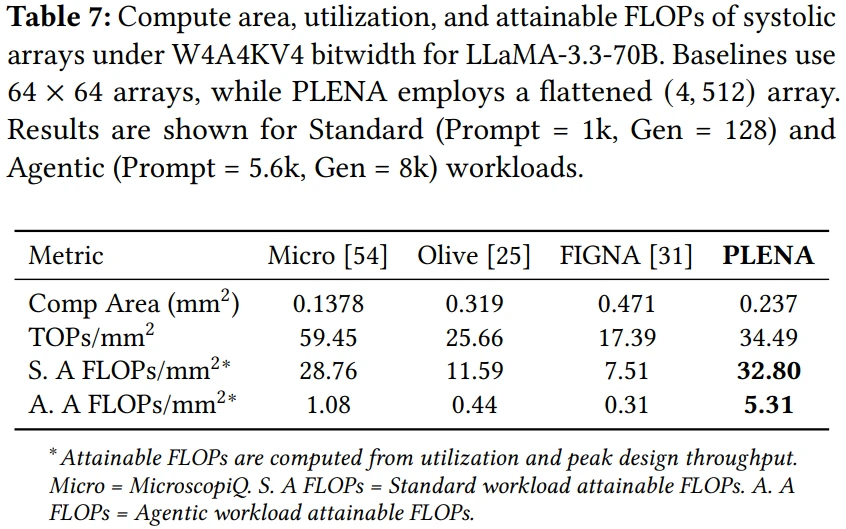 Table 7: Compute area, utilization, and attainable FLOPs of systolic
arrays under W4A4KV4 bitwidth for LLaMA-3.3-70B. Baselines use
64 × 64 arrays, while PLENA employs a flattened (4, 512) array.
Results are shown for Standard (Prompt = 1k, Gen = 128) and
Agentic (Prompt = 5.6k, Gen = 8k) workloads.
Metric Micro [54] Olive [25] FIGNA [31] PLENA
Comp Area (mm²) 0.1378 0.319 0.471 0.237
TOPs/mm² 59.45 25.66 17.39 34.49
S. A FLOPs/mm²* 28.76 11.59 7.51 32.80
A. A FLOPs/mm²* 1.08 0.44 0.31 5.31
*Attainable FLOPs are computed from utilization and peak design throughput.
Micro = MicroscopiQ. S. A FLOPs = Standard workload attainable FLOPs. A. A
FLOPs = Agentic workload attainable FLOPs.